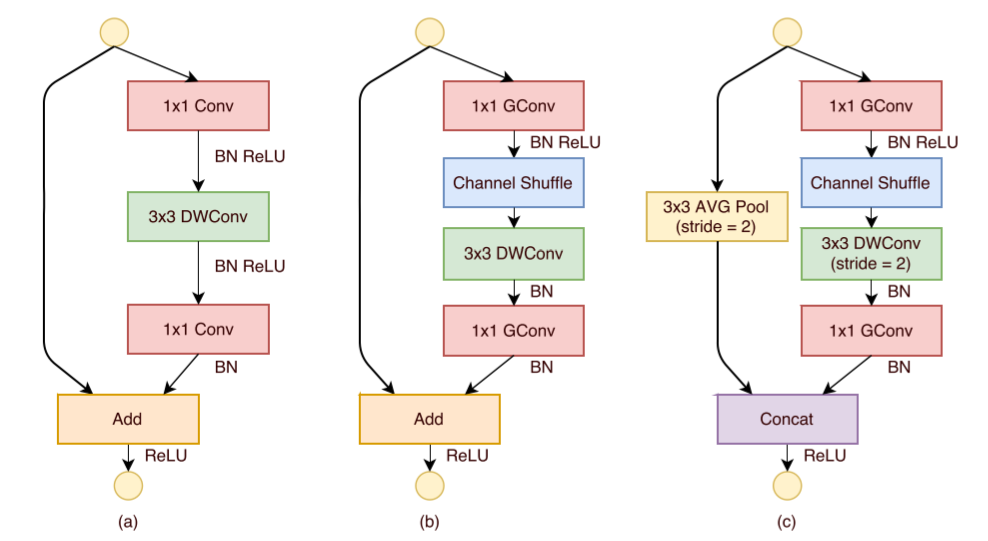 1x1 Conv
BN ReLU
3x3 DWConv
BN ReLU
1x1 Conv
BN
Add
ReLU
(a)
1x1 GConv
BN ReLU
Channel Shuffle
3x3 DWConv
BN
1x1 GConv
BN
Add
ReLU
(b)
1x1 GConv
BN ReLU
Channel Shuffle
3x3 AVG Pool
(stride = 2)
3x3 DWConv
(stride = 2)
BN
1x1 GConv
BN
Concat
ReLU
(c)